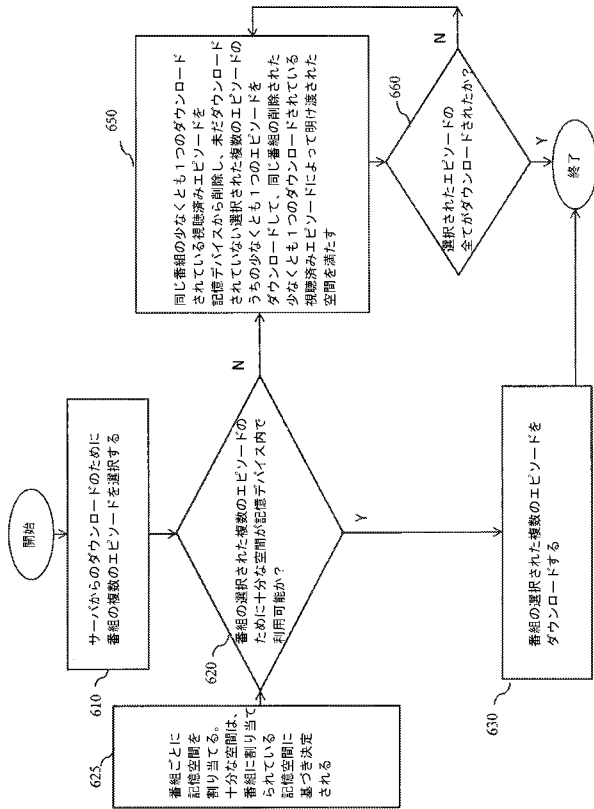 開始
610
サーバからのダウンロードのために
番組の複数のエピソードを選択する
625
番組ごとに
記憶空間を
割り当てる。
十分な空間は、
番組に割り当て
られている
記憶空間に
基づき決定
される
620
番組の選択された複数のエピソードの
ために十分な空間が記憶デバイス内で
利用可能か？
N
Y
650
同じ番組の少なくとも１つのダウンロード
されている視聴済みエピソードを
記憶デバイスから削除し、未だダウンロード
されていない選択された複数のエピソードの
うちの少なくとも１つのエピソードを
ダウンロードして、同じ番組の削除された
少なくとも１つのダウンロードされている
視聴済みエピソードによって明け渡された
空間を満たす
660
選択されたエピソードの
全てがダウンロードされたか？
N
Y
630
番組の選択された複数のエピソードを
ダウンロードする
終了